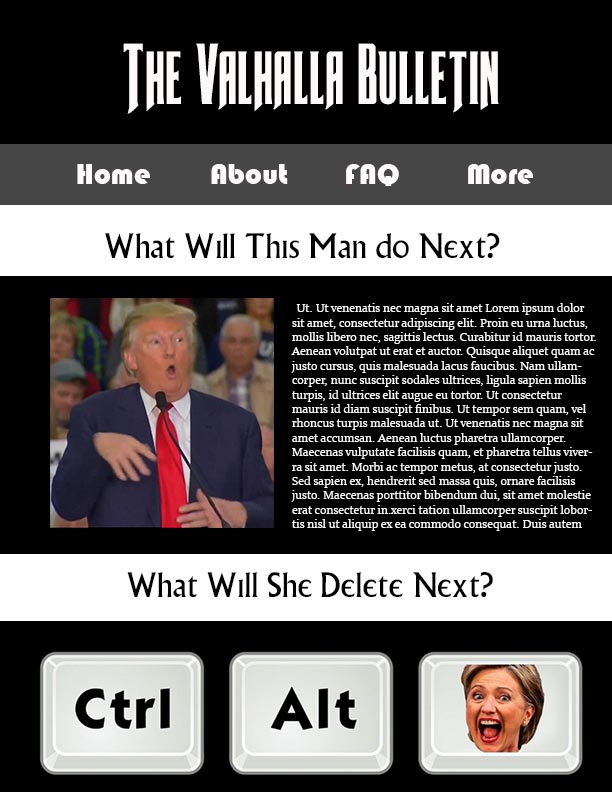 The Valhalla Bulletin
Home About FAQ More
What Will This Man do Next?
Ut. Ut venenatis nec magna sit amet Lorem ipsum dolor
sit amet, consectetur adipiscing elit. Proin eu urna luctus,
mollis libero nec, sagittis lectus. Curabitur id mauris tortor.
Aenean volutpat ut erat et auctor. Quisque aliquet quam ac
justo cursus, quis malesuada lacus faucibus. Nam ullam-
corper, nunc suscipit sodales ultrices, ligula sapien mollis
turpis, id ultrices elit augue eu tortor. Ut consectetur
mauris id diam suscipit finibus. Ut tempor sem quam, vel
rhoncus turpis malesuada ut. Ut venenatis nec magna sit
amet accumsan. Aenean luctus pharetra ullamcorper.
Maecenas vulputate facilisis quam, et pharetra tellus viver-
ra sit amet. Morbi ac tempor metus, at consectetur justo.
Sed sapien ex, hendrerit sed massa quis, ornare facilisis
justo. Maecenas porttitor bibendum dui, sit amet molestie
erat consectetur in.xerci tation ullamcorper suscipit lobor-
tis nisl ut aliquip ex ea commodo consequat. Duis autem
What Will She Delete Next?
Ctrl Alt